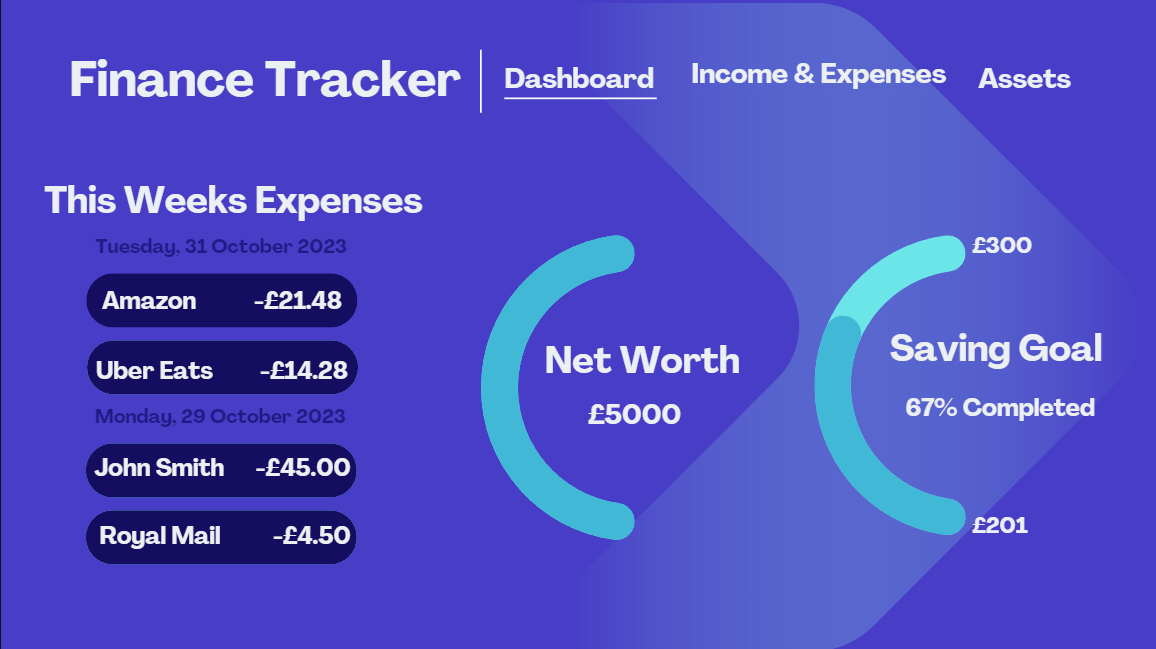 Finance Tracker
Dashboard
Income & Expenses
Assets
This Weeks Expenses
Tuesday, 31 October 2023
Amazon -£21.48
Uber Eats -£14.28
Monday, 29 October 2023
John Smith -£45.00
Royal Mail -£4.50
Net Worth
£5000
£300
Saving Goal
67% Completed
£201